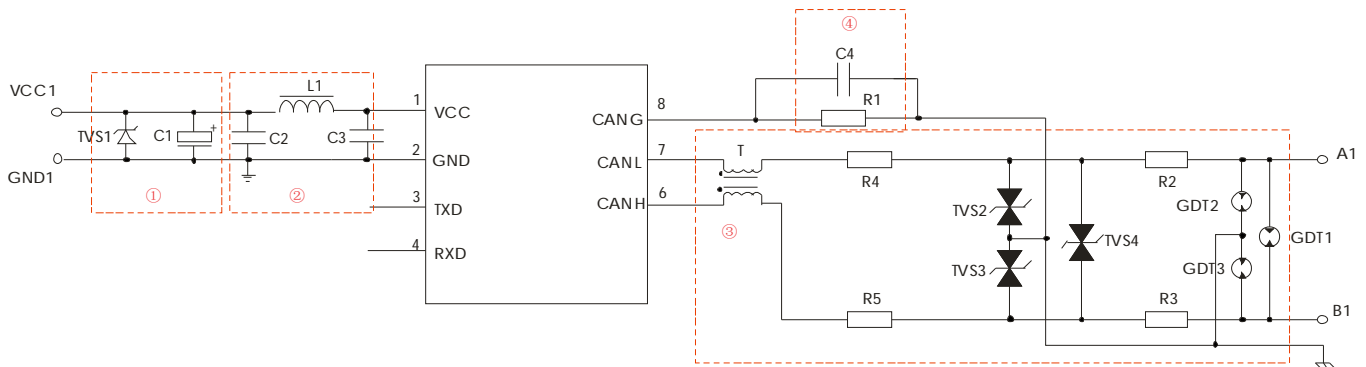 ④
C4
R1
VCC1
TVS1
C1
+
GND1
①
L1
C2
C3
②
1
VCC
2
GND
3
TXD
4
RXD
8
CANG
7
CANL
6
CANH
T
③
R4
R5
TVS2
TVS3
TVS4
R2
R3
GDT2
GDT3
GDT1
A1
B1